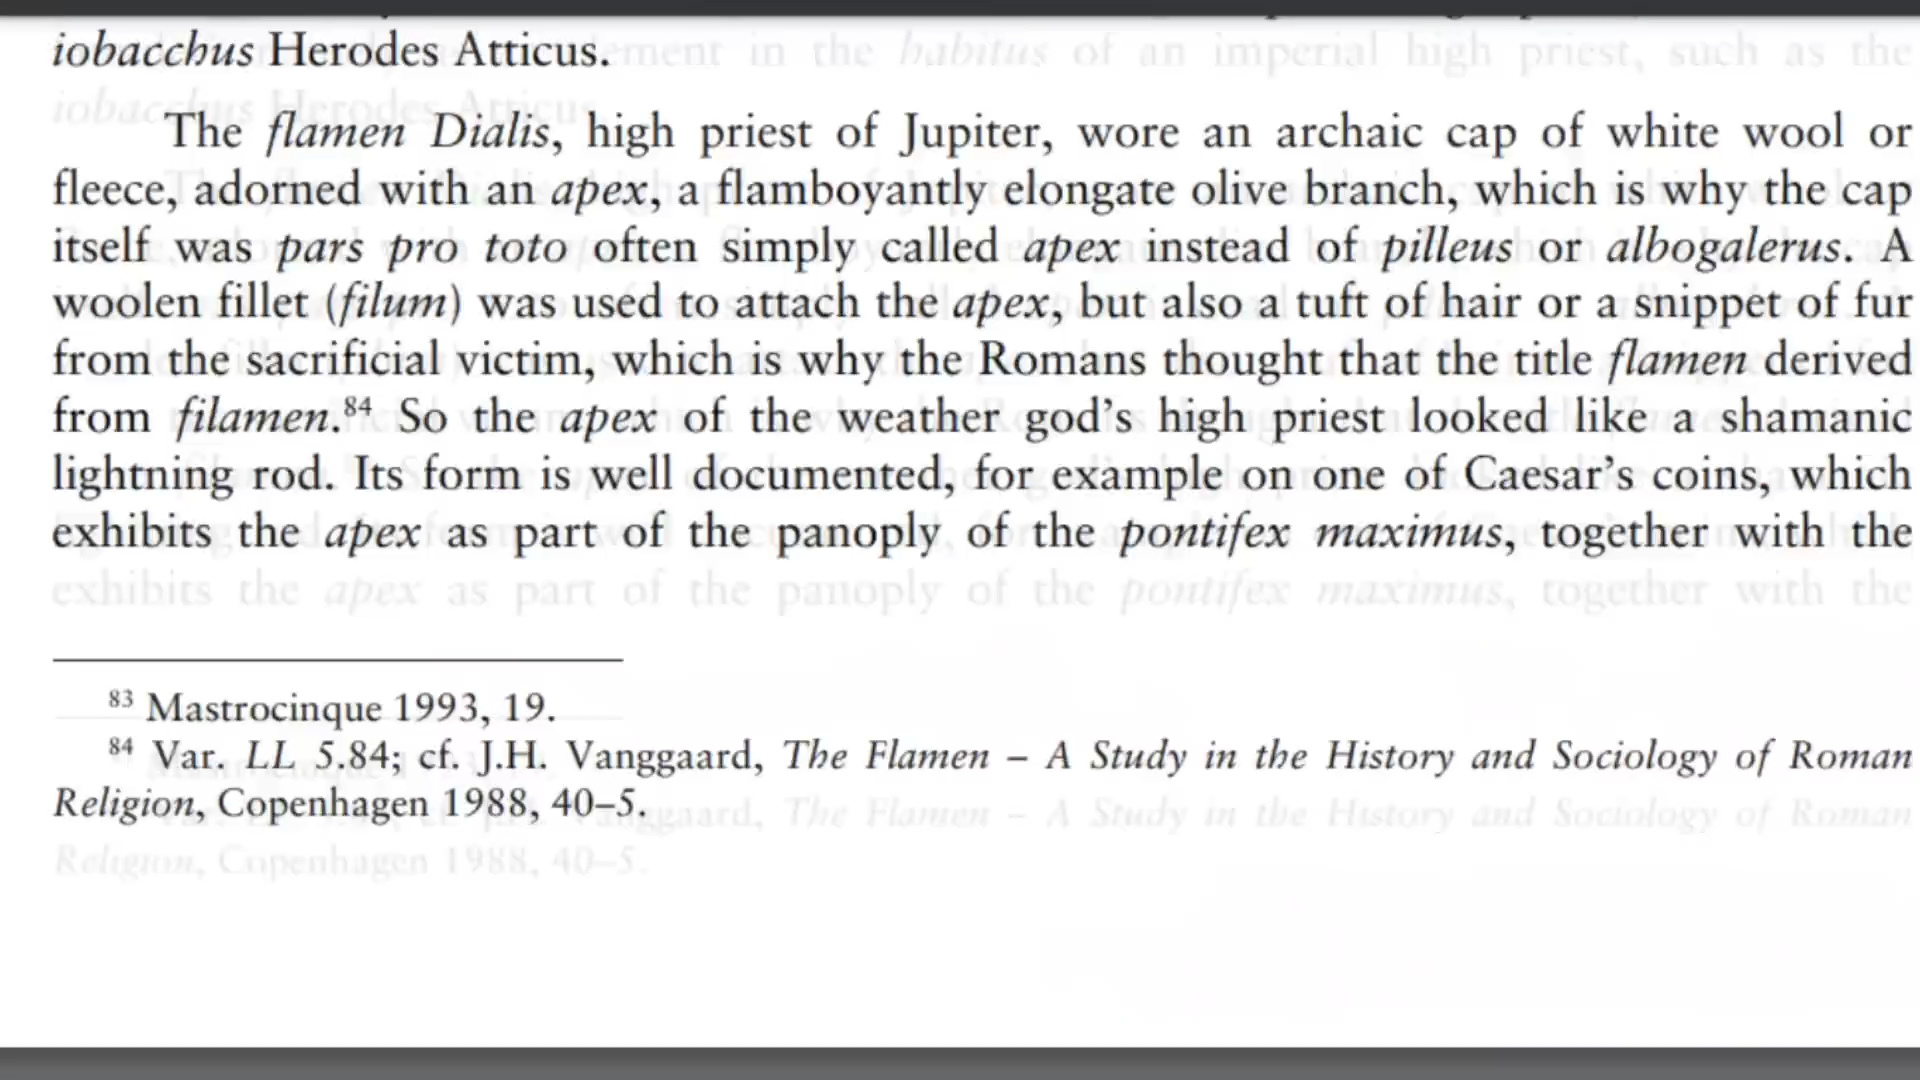 iobacchus Herodes Atticus.
The flamen Dialis, high priest of Jupiter, wore an archaic cap of white wool or
fleece, adorned with an apex, a flamboyantly elongate olive branch, which is why the cap
itself was pars pro toto often simply called apex instead of pilleus or albogalerus. A
woolen fillet (filum) was used to attach the apex, but also a tuft of hair or a snippet of fur
from the sacrificial victim, which is why the Romans thought that the title flamen derived
from filamen.⁸⁴ So the apex of the weather god's high priest looked like a shamanic
lightning rod. Its form is well documented, for example on one of Caesar's coins, which
exhibits the apex as part of the panoply of the pontifex maximus, together with the
⁸³ Mastrocinque 1993, 19.
⁸⁴ Var. LL 5.84; cf. J.H. Vanggaard, The Flamen – A Study in the History and Sociology of Roman
Religion, Copenhagen 1988, 40–5.